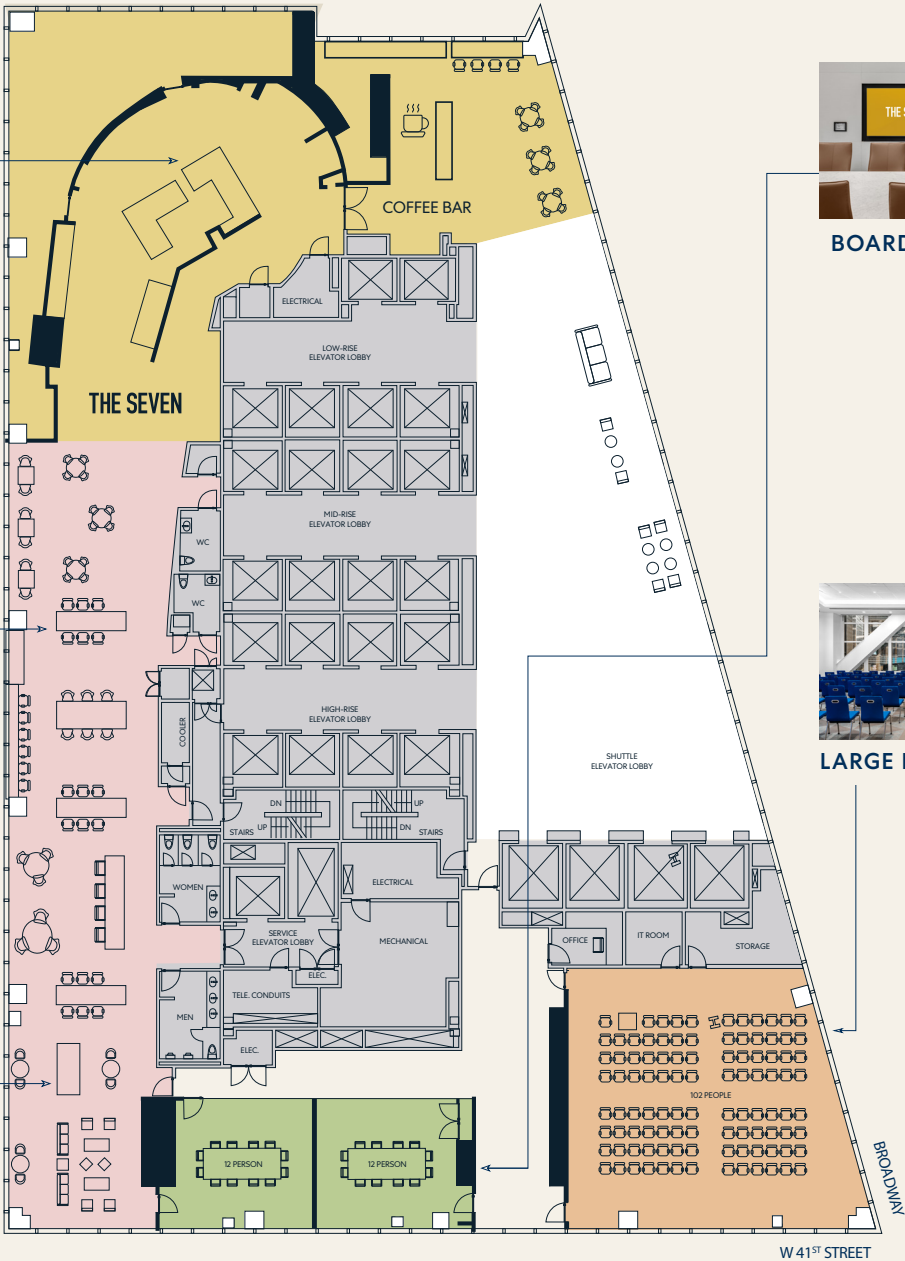 THE S
COFFEE BAR
BOARD
ELECTRICAL
LOW-RISE
ELEVATOR LOBBY
THE SEVEN
MID-RISE
ELEVATOR LOBBY
WC
WC
HIGH-RISE
ELEVATOR LOBBY
COOLER
SHUTTLE
ELEVATOR LOBBY
LARGE
DN
UP
STAIRS
UP
DN
STAIRS
WOMEN
ELECTRICAL
SERVICE
ELEVATOR LOBBY
MECHANICAL
OFFICE
IT ROOM
STORAGE
ELEC.
TELE. CONDUITS
MEN
ELEC.
102 PEOPLE
12 PERSON
12 PERSON
BROADWAY
W 41ST STREET